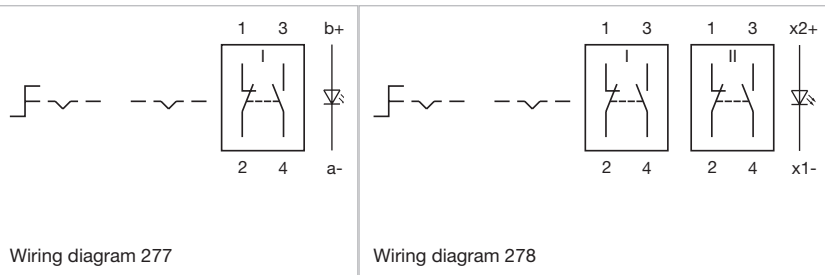 1 3 b+
I
2 4 a-
Wiring diagram 277
1 3 1 3 x2+
I II
2 4 2 4 x1-
Wiring diagram 278